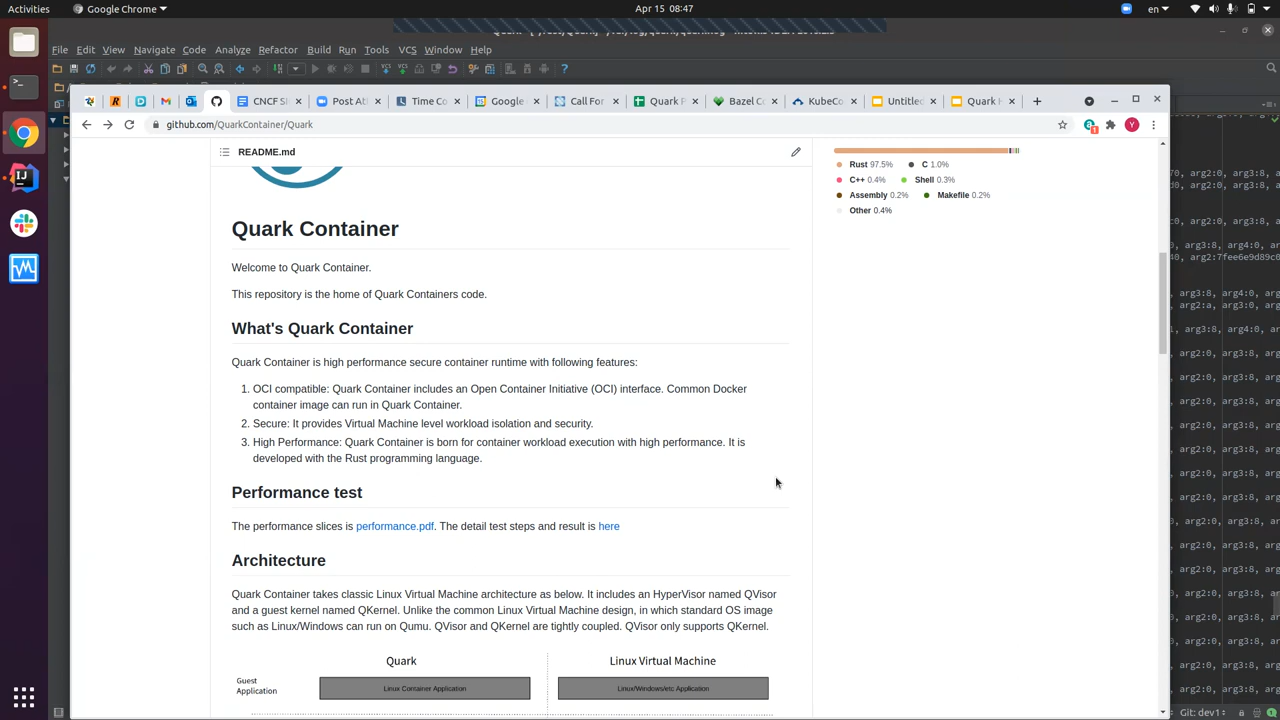 Activities
Google Chrome
Apr 15 08:47
en
File Edit View Navigate Code Analyze Refactor Build Run Tools VCS Window Help
CNCF S
Post At
Time Co
Google
Call For
Quark P
Bazel Co
KubeCo
Untitled
Quark H
github.com/QuarkContainer/Quark
1
Y
README.md
Rust 97.5%
C 1.0%
C++ 0.4%
Shell 0.3%
Assembly 0.2%
Makefile 0.2%
Other 0.4%
Quark Container
Welcome to Quark Container.
This repository is the home of Quark Containers code.
What's Quark Container
Quark Container is high performance secure container runtime with following features:
1. OCI compatible: Quark Container includes an Open Container Initiative (OCI) interface. Common Docker
container image can run in Quark Container.
2. Secure: It provides Virtual Machine level workload isolation and security.
3. High Performance: Quark Container is born for container workload execution with high performance. It is
developed with the Rust programming language.
Performance test
The performance slices is performance.pdf. The detail test steps and result is here
Architecture
Quark Container takes classic Linux Virtual Machine architecture as below. It includes an HyperVisor named QVisor
and a guest kernel named QKernel. Unlike the common Linux Virtual Machine design, in which standard OS image
such as Linux/Windows can run on Qumu. QVisor and QKernel are tightly coupled. QVisor only supports QKernel.
Quark
Linux Virtual Machine
Guest
Application
Linux Container Application
Linux/Windows/etc Application
Git: dev1